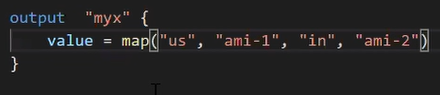 output  "myx" {
    value = map("us", "ami-1", "in", "ami-2")
}